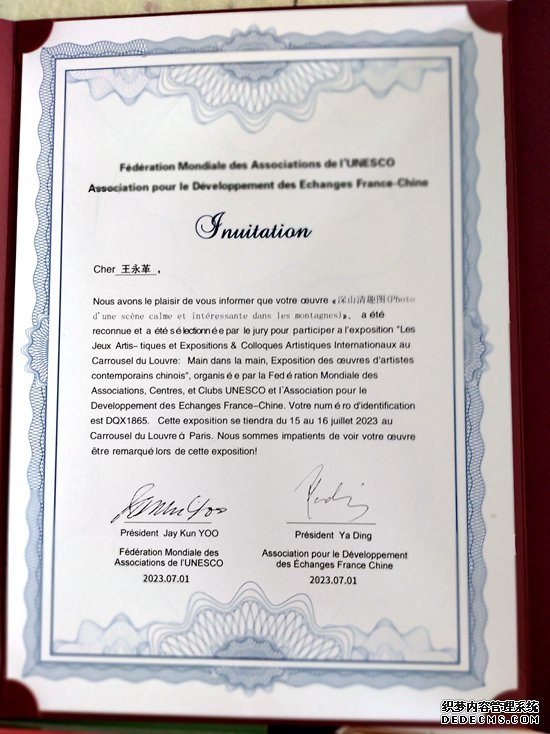 Fédération Mondiale des Associations de l'UNESCO
Association pour le Développement des Echanges France-Chine
Inuitation
Cher 王永革 ,
Nous avons le plaisir de vous informer que votre œuvre «深山清趣图(Photo
d'une scène calme et intéressante dans les montagnes)», a été
reconnue et a été sélectionnée par le jury pour participer a l'exposition "Les
Jeux Artis- tiques et Expositions & Colloques Artistiques Internationaux au
Carrousel du Louvre: Main dans la main, Exposition des œuvres d'artistes
contemporains chinois", organisée par la Fédération Mondiale des
Associations, Centres, et Clubs UNESCO et l'Association pour le
Developpement des Echanges France-Chine. Votre numéro d'identification
est DQX1865. Cette exposition se tiendra du 15 au 16 juillet 2023 au
Carrousel du Louvre à Paris. Nous sommes impatients de voir votre œuvre
être remarqué lors de cette exposition!
Président Jay Kun YOO
Fédération Mondiale des
Associations de l'UNESCO
2023.07.01
Président Ya Ding
Association pour le Développement
des Échanges France Chine
2023.07.01
织梦内容管理系统
DEDECMS.COM